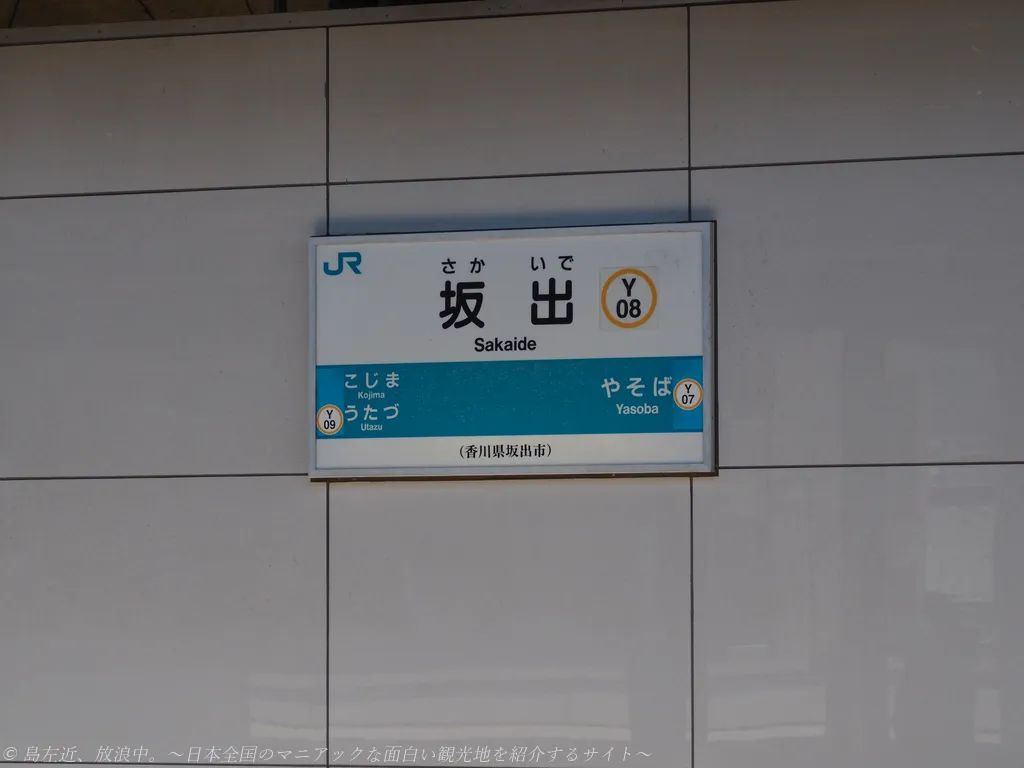 JR
さか いで
坂 出
Y
08
Sakaide
こじま
Kojima
Y
09
うたづ
Utazu
やそば
Yasoba
Y
07
(香川県坂出市)
© 島左近、放浪中。～日本全国のマニアックな面白い観光地を紹介するサイト～